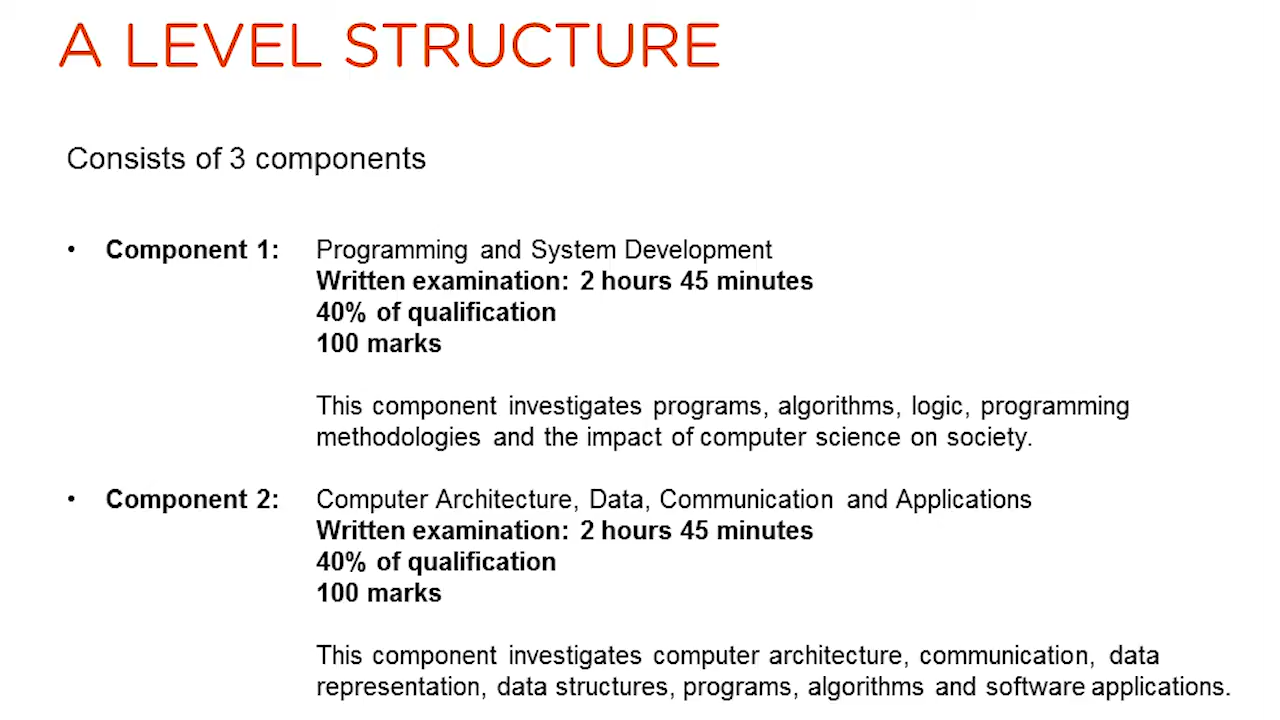 A LEVEL STRUCTURE
Consists of 3 components
• Component 1: Programming and System Development
Written examination: 2 hours 45 minutes
40% of qualification
100 marks
This component investigates programs, algorithms, logic, programming
methodologies and the impact of computer science on society.
• Component 2: Computer Architecture, Data, Communication and Applications
Written examination: 2 hours 45 minutes
40% of qualification
100 marks
This component investigates computer architecture, communication, data
representation, data structures, programs, algorithms and software applications.